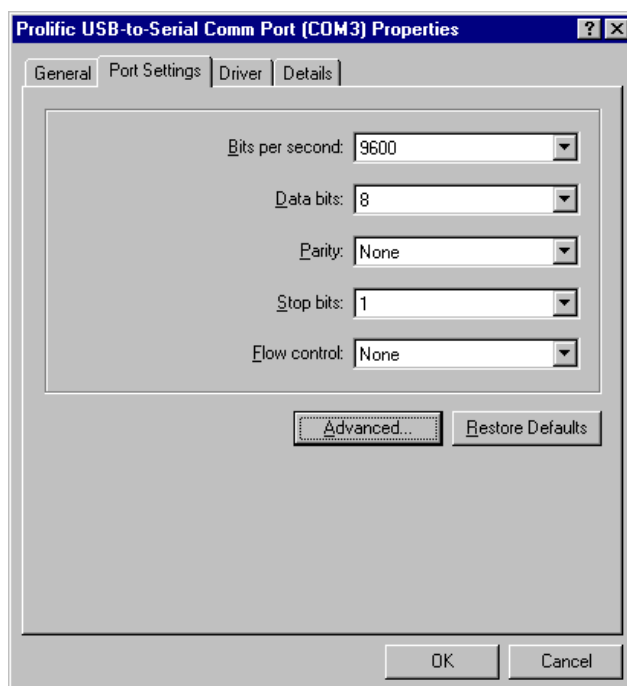 Prolific USB-to-Serial Comm Port (COM3) Properties ? X
General Port Settings Driver Details
Bits per second: 9600
Data bits: 8
Parity: None
Stop bits: 1
Flow control: None
Advanced... Restore Defaults
OK Cancel